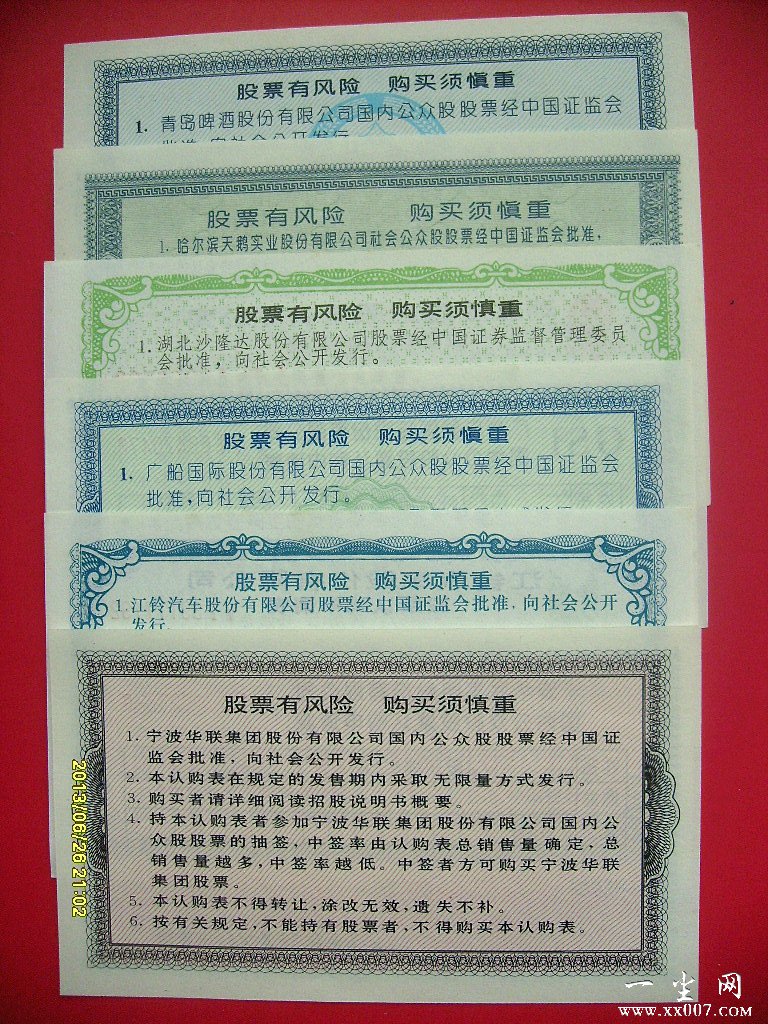 股票有风险 购买须慎重
1. 青岛啤酒股份有限公司国内公众股股票经中国证监会
批准,向社会公开发行
股票有风险 购买须慎重
1. 哈尔滨天鹅实业股份有限公司社会公众股股票经中国证监会批准,
股票有风险 购买须慎重
1. 湖北沙隆达股份有限公司股票经中国证券监督管理委员
会批准，向社会公开发行。
股票有风险 购买须慎重
1. 广船国际股份有限公司国内公众股股票经中国证监会
批准,向社会公开发行。
股票有风险 购买须慎重
1. 江铃汽车股份有限公司股票经中国证监会批准,向社会公开
发行.
股票有风险 购买须慎重
1. 宁波华联集团股份有限公司国内公众股股票经中国证
监会批准，向社会公开发行。
2. 本认购表在规定的发售期内采取无限量方式发行。
3. 购买者请详细阅读招股说明书概要。
4. 持本认购表者参加宁波华联集团股份有限公司国内公
众股股票的抽签，中签率由认购表总销售量确定，总
销售量越多，中签率越低。中签者方可购买宁波华联
集团股票。
5. 本认购表不得转让，涂改无效，遗失不补。
6. 按有关规定，不能持有股票者，不得购买本认购表。
2013/06/26 21:02
一尘网
www.xx007.com